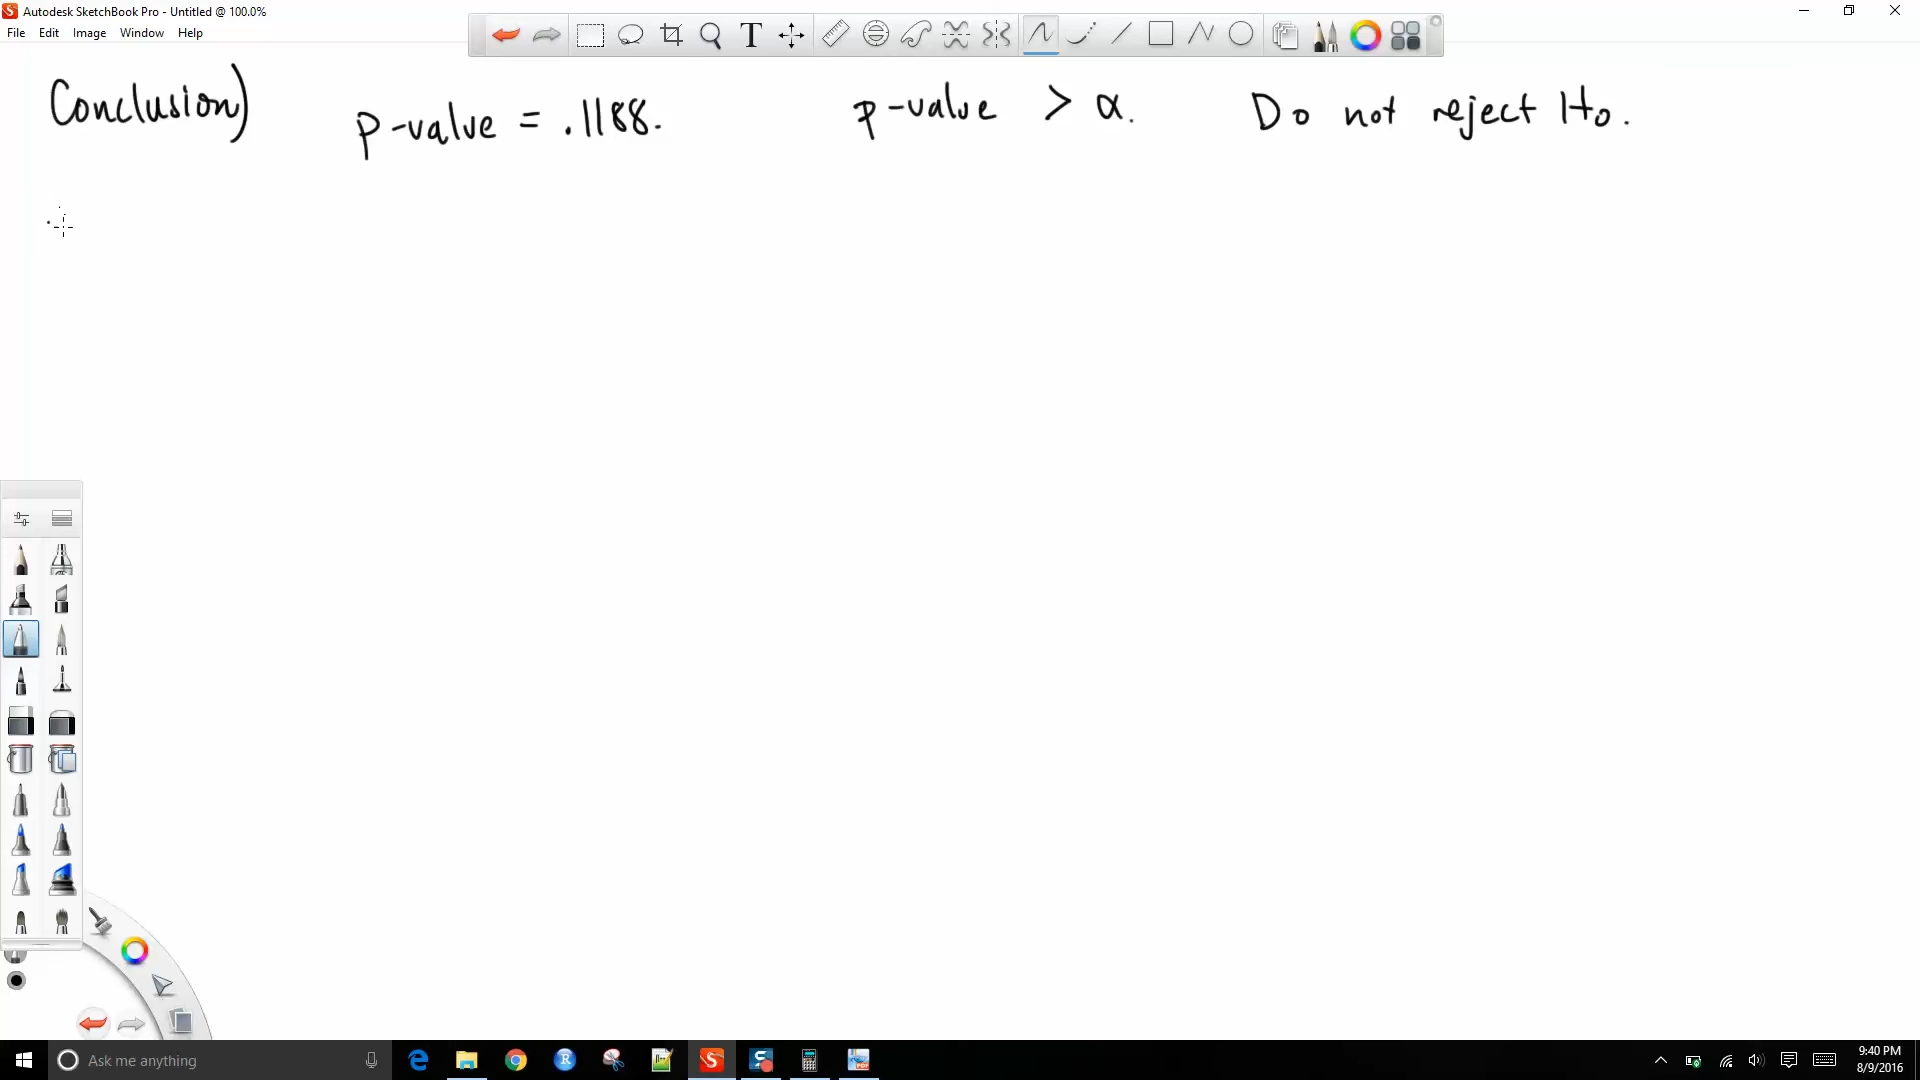 Autodesk SketchBook Pro - Untitled @ 100.0%
File Edit Image Window Help
T
Conclusion) p-value = .1188. p-value > α. Do not reject H₀.
Ask me anything
9:40 PM
8/9/2016